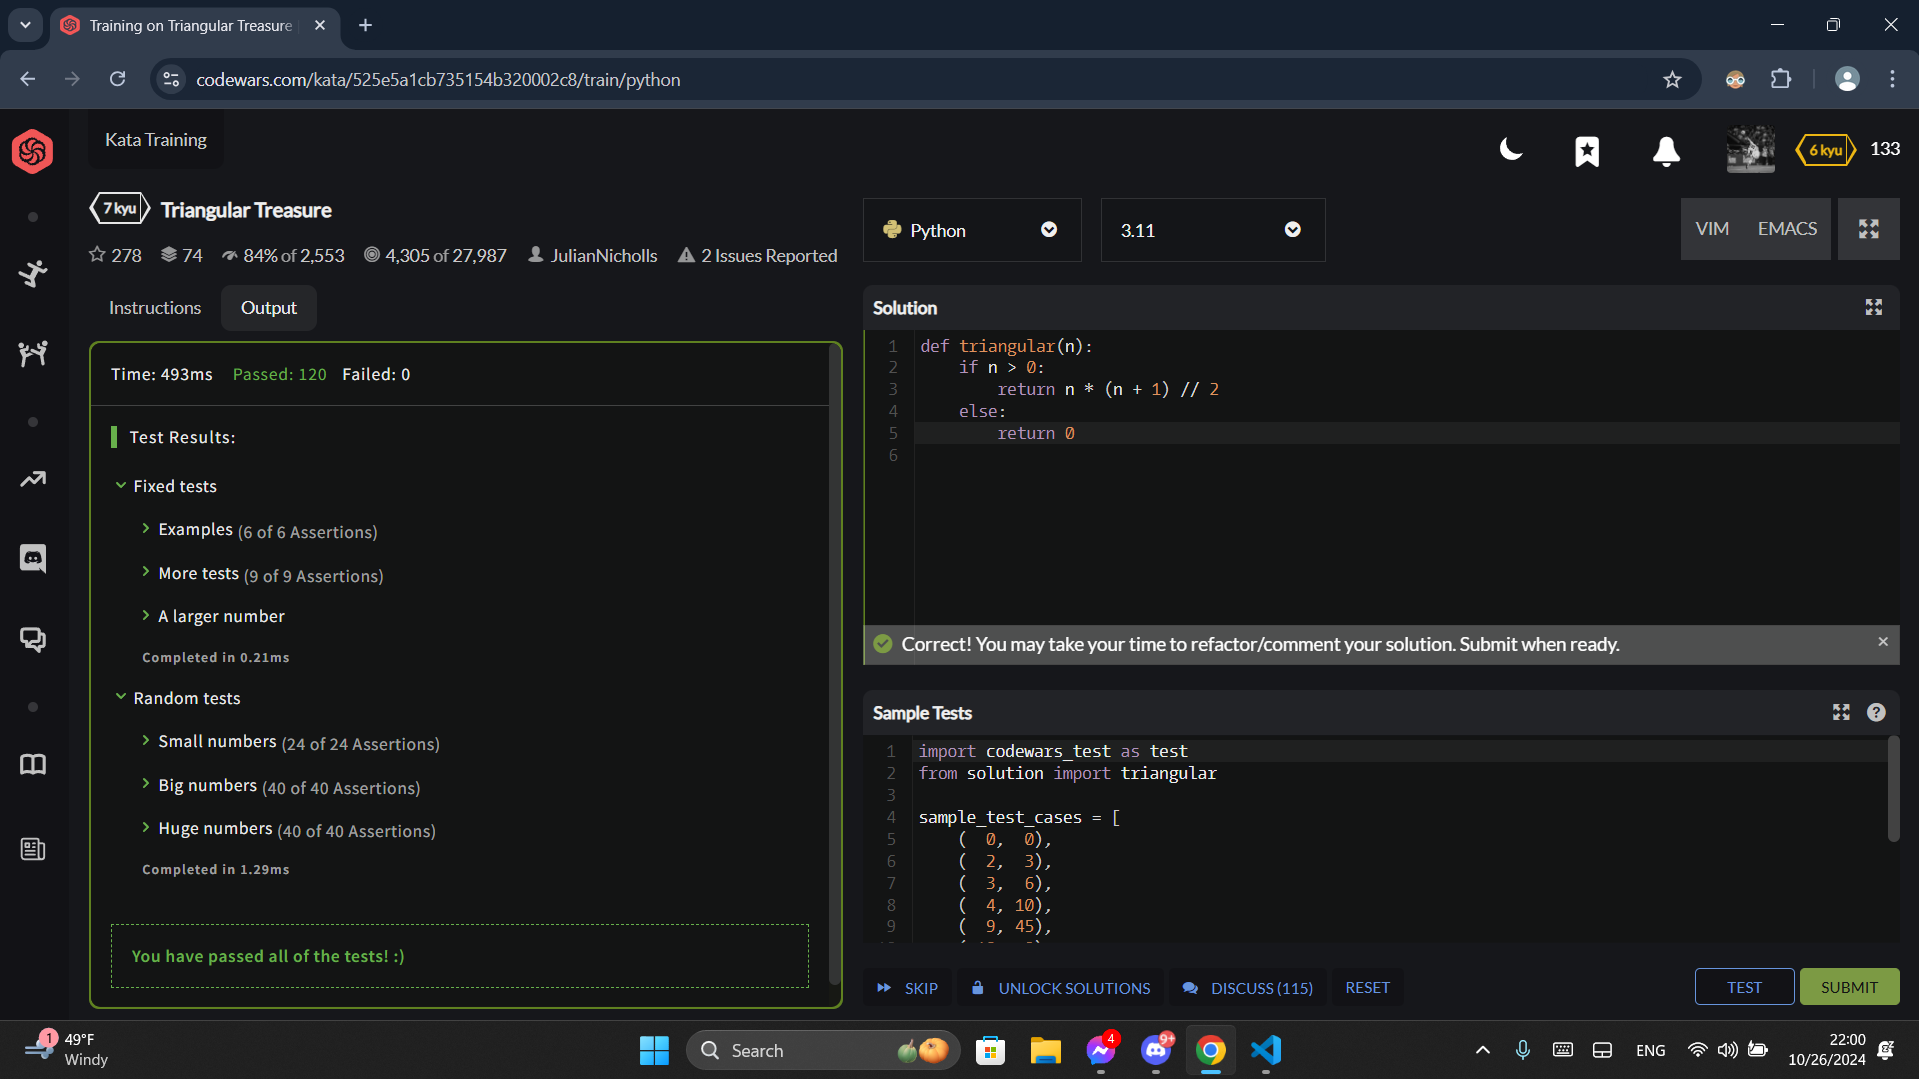 Training on Triangular Treasure
codewars.com/kata/525e5a1cb735154b320002c8/train/python
Kata Training
6 kyu
133
7 kyu
Triangular Treasure
278
74
84% of 2,553
4,305 of 27,987
JulianNicholls
2 Issues Reported
Python
3.11
VIM
EMACS
Instructions
Output
Time: 493ms Passed: 120 Failed: 0
Test Results:
Fixed tests
Examples (6 of 6 Assertions)
More tests (9 of 9 Assertions)
A larger number
Completed in 0.21ms
Random tests
Small numbers (24 of 24 Assertions)
Big numbers (40 of 40 Assertions)
Huge numbers (40 of 40 Assertions)
Completed in 1.29ms
You have passed all of the tests! :)
Solution
1 def triangular(n):
2     if n > 0:
3         return n * (n + 1) // 2
4     else:
5         return 0
6
Correct! You may take your time to refactor/comment your solution. Submit when ready.
Sample Tests
1 import codewars_test as test
2 from solution import triangular
3
4 sample_test_cases = [
5     (  0,  0),
6     (  2,  3),
7     (  3,  6),
8     (  4, 10),
9     (  9, 45),
SKIP
UNLOCK SOLUTIONS
DISCUSS (115)
RESET
TEST
SUBMIT
1
49°F
Windy
Search
4
9+
ENG
22:00
10/26/2024